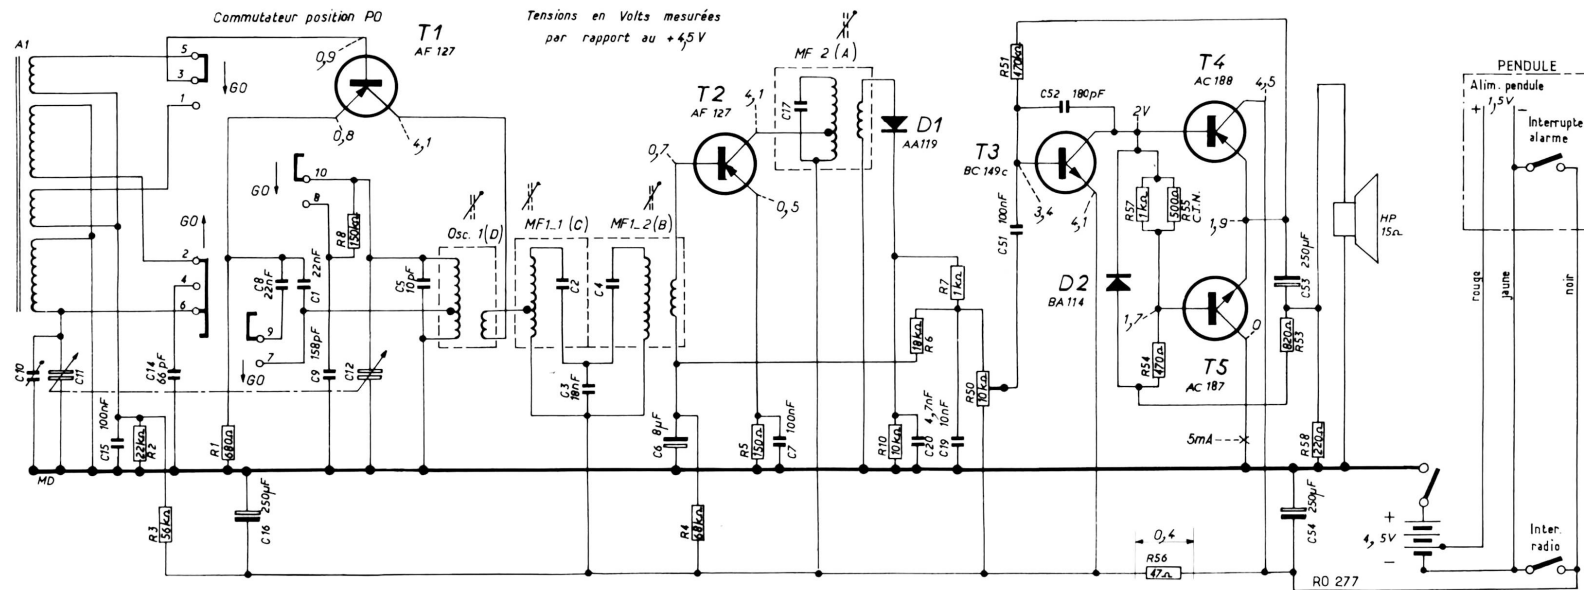 Commutateur position PO
Tensions en Volts mesurées
par rapport au + 4,5 V
T1
AF 127
A1
5
3
1
GO
0,9
0,8
4,1
GO
10
8
GO
2
4
6
R8
150kΩ
C8
22nF
C1
22nF
9
7
GO
C9 158pF
C12
C5
10pF
Osc. 1 (D)
MF1_1 (C)
MF1_2 (B)
C2
C4
C3
18nF
C10
C11
C14
66pF
C15 100nF
22kΩ
R2
R1
680Ω
MD
R3
56kΩ
C16 250µF
T2
AF 127
0,7
4,1
0,5
MF 2 (A)
C17
D1
AA119
R7
1kΩ
18kΩ
R6
R50
10kΩ
C6 8µF
R5
150Ω
C7 100nF
R10
10kΩ
C20 4,7nF
C19 10nF
R4
68kΩ
R51
470kΩ
C52 180pF
T3
BC 149c
3,4
4,1
C51 100nF
2V
T4
AC 188
4,5
R57
1kΩ
500Ω
R55
C.T.N.
1,9
D2
BA 114
1,7
0
R54
470Ω
T5
AC 187
C53 250µF
820Ω
R53
HP
15Ω
5mA
R58
220Ω
C54 250µF
0,4
R56
47Ω
RO 277
PENDULE
Alim. pendule
+ 1,5V -
Interrupte
alarme
rouge
jaune
noir
+
4,5V
-
Inter.
radio